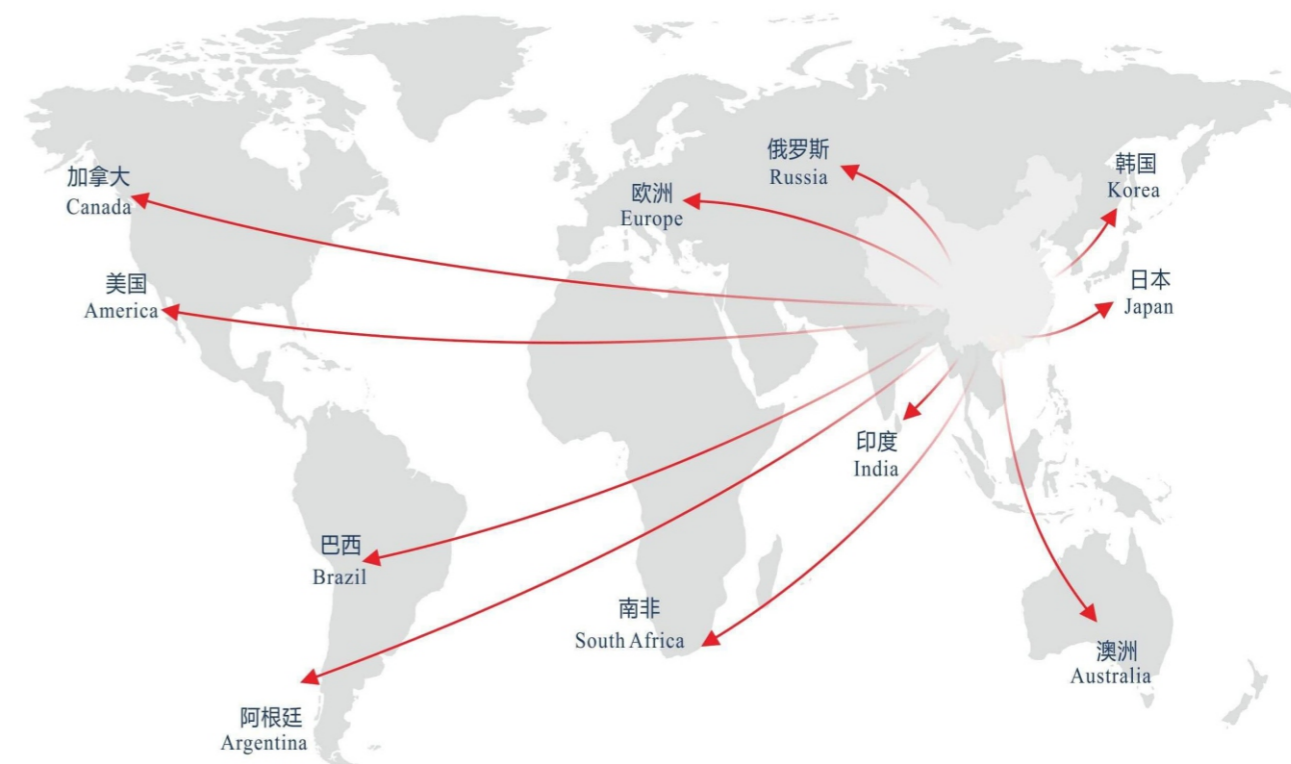 俄罗斯
Russia
韩国
Korea
加拿大
Canada
欧洲
Europe
美国
America
日本
Japan
印度
India
巴西
Brazil
南非
South Africa
澳洲
Australia
阿根廷
Argentina